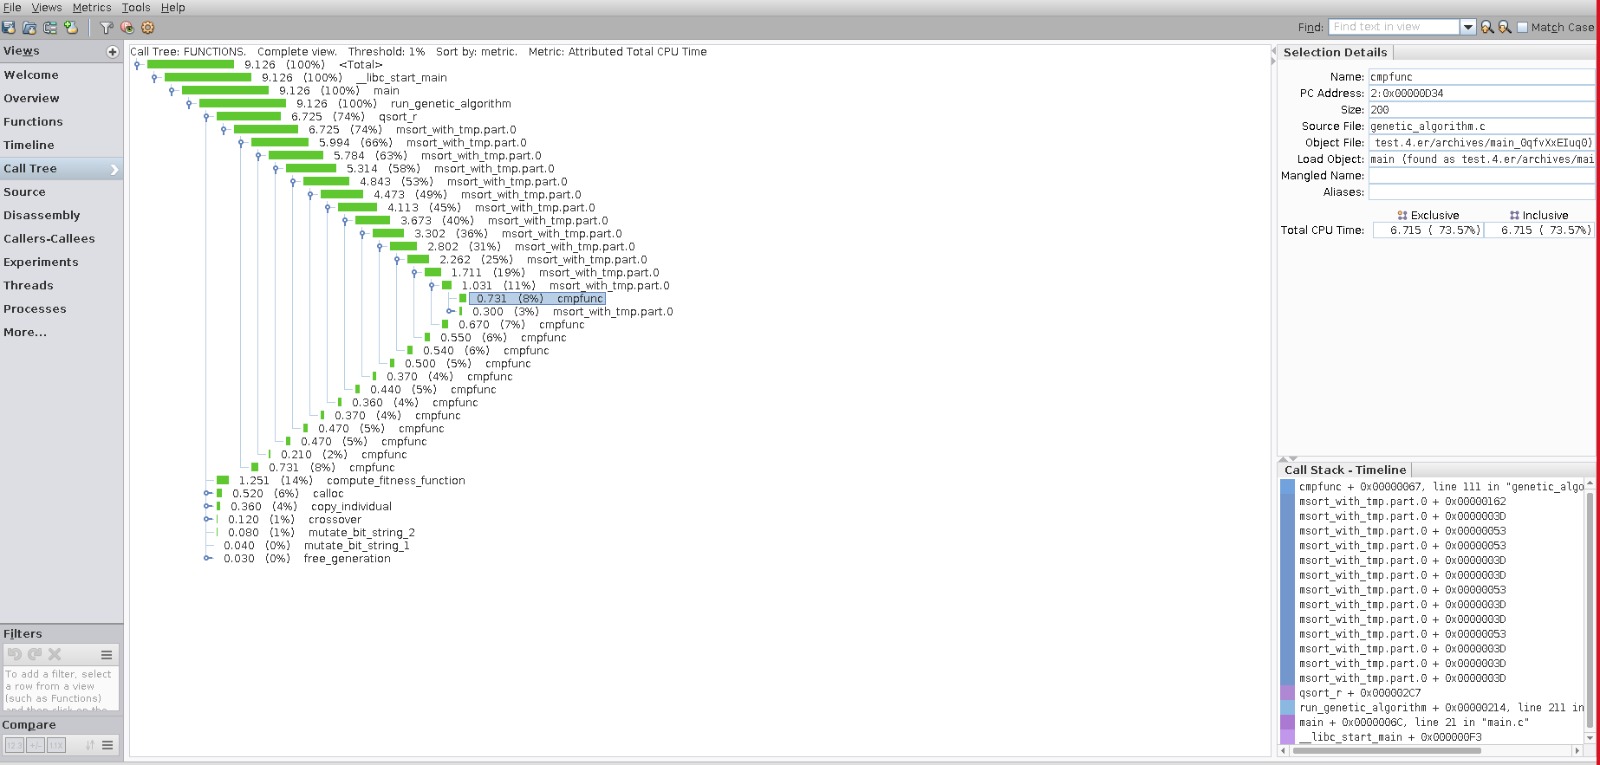 File Views Metrics Tools Help
Find: Find text in view Match Case
Views
Welcome
Overview
Functions
Timeline
Call Tree
Source
Disassembly
Callers-Callees
Experiments
Threads
Processes
More...
Filters
To add a filter, select
a row from a view
(such as Functions)
Compare
Call Tree: FUNCTIONS. Complete view. Threshold: 1% Sort by: metric. Metric: Attributed Total CPU Time
9.126 (100%) <Total>
9.126 (100%) __libc_start_main
9.126 (100%) main
9.126 (100%) run_genetic_algorithm
6.725 (74%) qsort_r
6.725 (74%) msort_with_tmp.part.0
5.994 (66%) msort_with_tmp.part.0
5.784 (63%) msort_with_tmp.part.0
5.314 (58%) msort_with_tmp.part.0
4.843 (53%) msort_with_tmp.part.0
4.473 (49%) msort_with_tmp.part.0
4.113 (45%) msort_with_tmp.part.0
3.673 (40%) msort_with_tmp.part.0
3.302 (36%) msort_with_tmp.part.0
2.802 (31%) msort_with_tmp.part.0
2.262 (25%) msort_with_tmp.part.0
1.711 (19%) msort_with_tmp.part.0
1.031 (11%) msort_with_tmp.part.0
0.731 (8%) cmpfunc
0.300 (3%) msort_with_tmp.part.0
0.670 (7%) cmpfunc
0.550 (6%) cmpfunc
0.540 (6%) cmpfunc
0.500 (5%) cmpfunc
0.370 (4%) cmpfunc
0.440 (5%) cmpfunc
0.360 (4%) cmpfunc
0.370 (4%) cmpfunc
0.470 (5%) cmpfunc
0.470 (5%) cmpfunc
0.210 (2%) cmpfunc
0.731 (8%) cmpfunc
1.251 (14%) compute_fitness_function
0.520 (6%) calloc
0.360 (4%) copy_individual
0.120 (1%) crossover
0.080 (1%) mutate_bit_string_2
0.040 (0%) mutate_bit_string_1
0.030 (0%) free_generation
Selection Details
Name: cmpfunc
PC Address: 2:0x00000D34
Size: 200
Source File: genetic_algorithm.c
Object File: test.4.er/archives/main_0qfvXxEIuq0)
Load Object: main (found as test.4.er/archives/mai
Mangled Name:
Aliases:
Exclusive Inclusive
Total CPU Time: 6.715 ( 73.57%) 6.715 ( 73.57%)
Call Stack - Timeline
cmpfunc + 0x00000067, line 111 in "genetic_algo
msort_with_tmp.part.0 + 0x00000162
msort_with_tmp.part.0 + 0x0000003D
msort_with_tmp.part.0 + 0x00000053
msort_with_tmp.part.0 + 0x00000053
msort_with_tmp.part.0 + 0x0000003D
msort_with_tmp.part.0 + 0x0000003D
msort_with_tmp.part.0 + 0x00000053
msort_with_tmp.part.0 + 0x0000003D
msort_with_tmp.part.0 + 0x0000003D
msort_with_tmp.part.0 + 0x00000053
msort_with_tmp.part.0 + 0x0000003D
msort_with_tmp.part.0 + 0x0000003D
msort_with_tmp.part.0 + 0x0000003D
qsort_r + 0x000002C7
run_genetic_algorithm + 0x00000214, line 211 in
main + 0x0000006C, line 21 in "main.c"
__libc_start_main + 0x000000F3